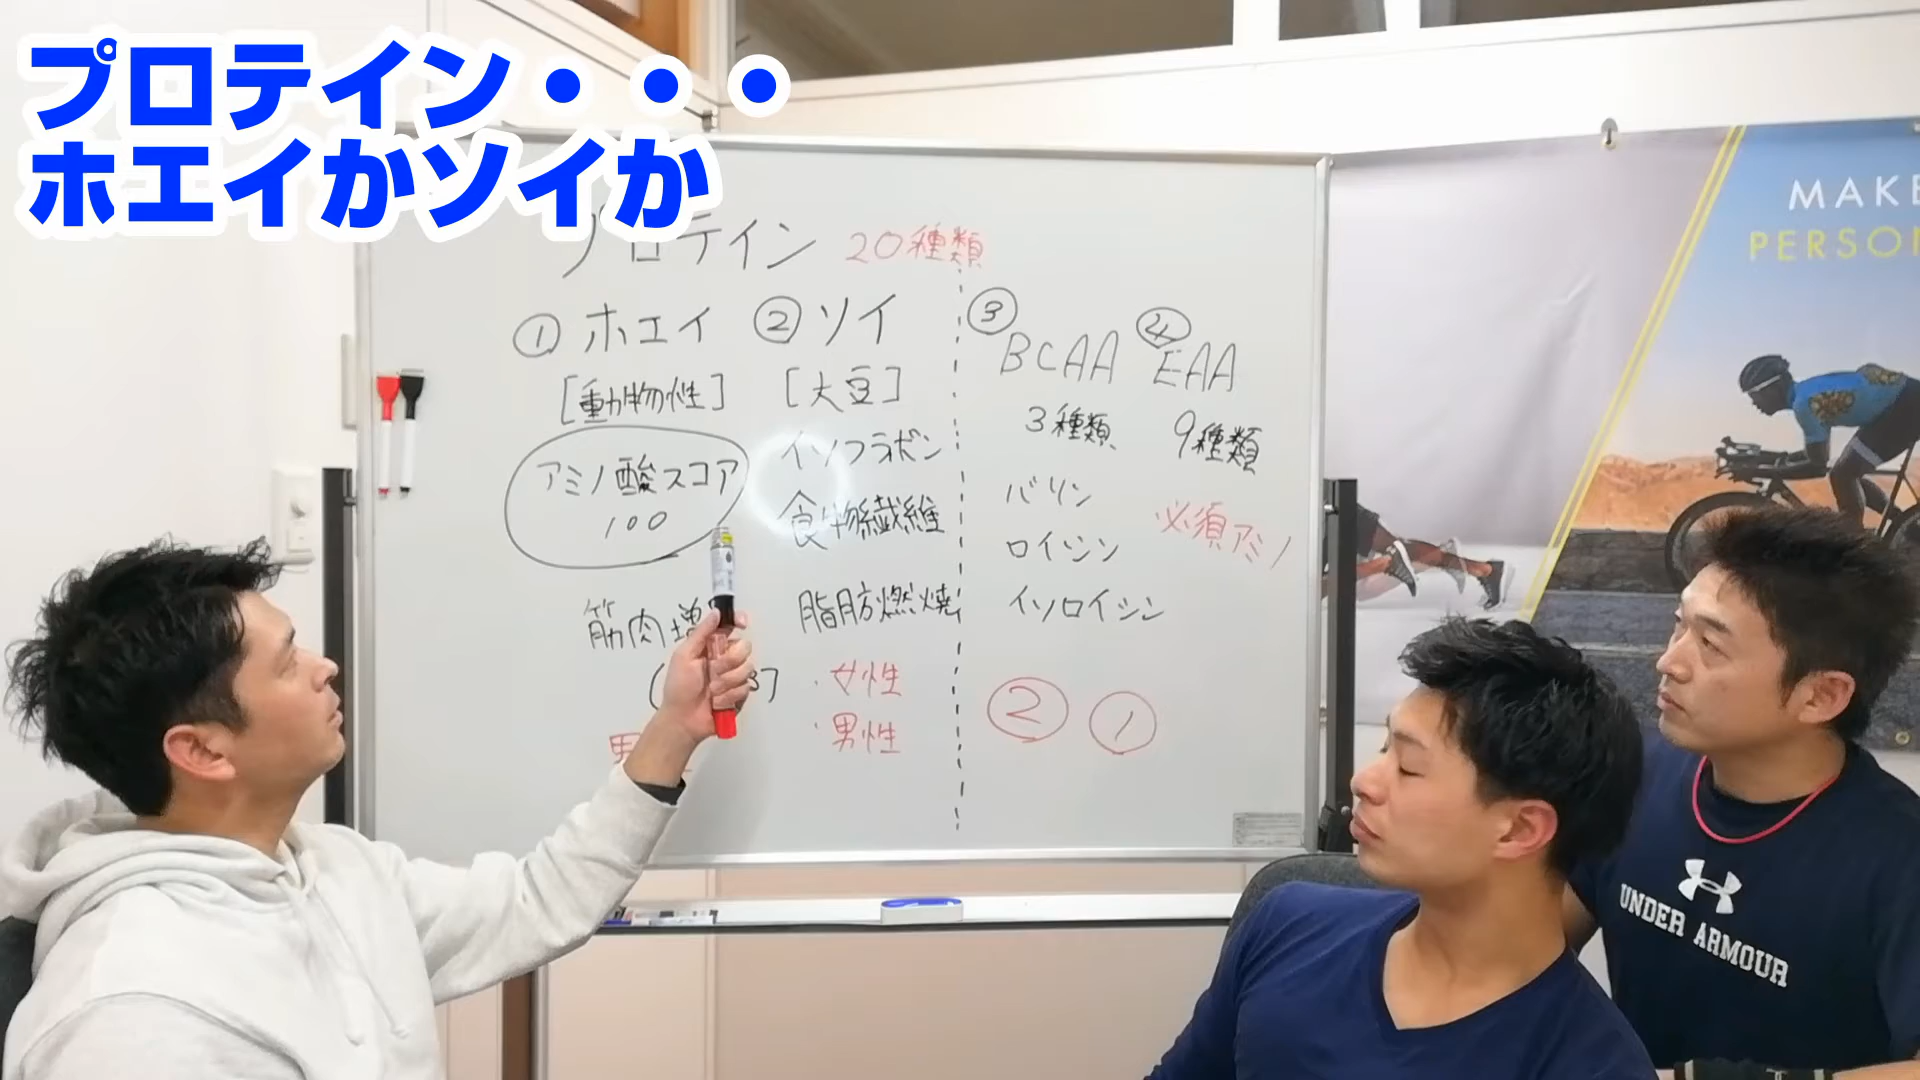 プロテイン・・・
ホエイかソイか
プロテイン 20種類
① ホエイ ② ソイ
[動物性] [大豆]
アミノ酸スコア
100
イソフラボン
食物繊維
筋肉増
脂肪燃焼
・女性
・男性
③ BCAA ④ EAA
3種類 9種類
バリン
ロイシン
イソロイシン
必須アミノ
② ①
MAKE
PERSON
UNDER ARMOUR